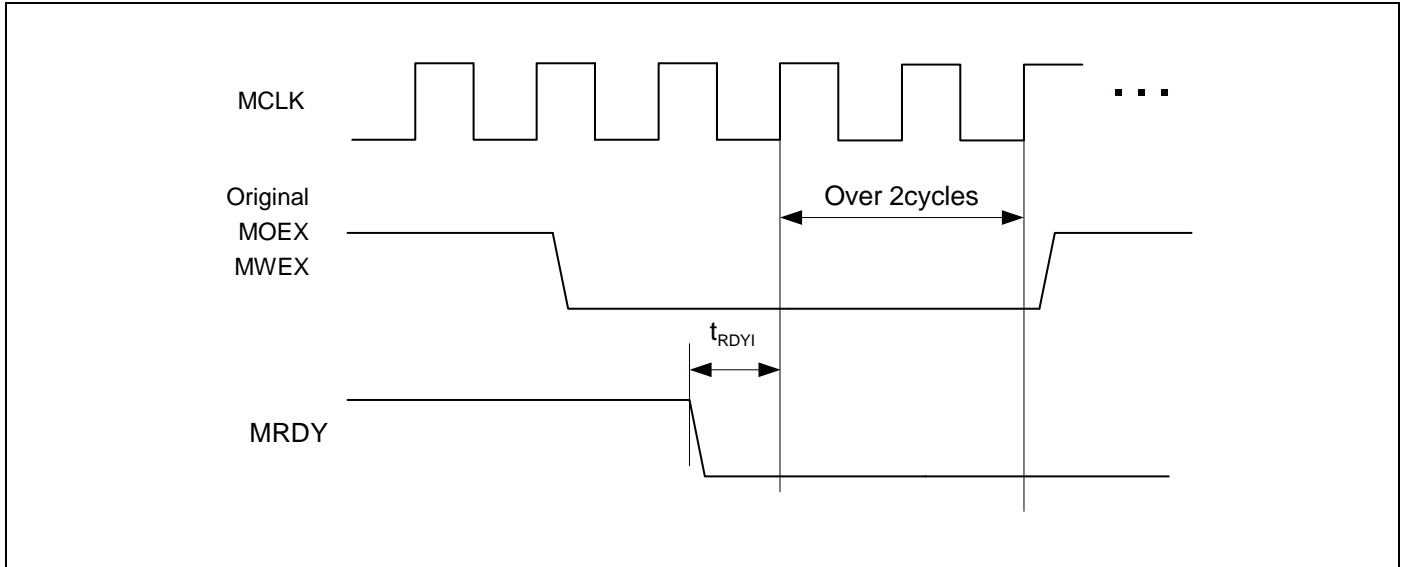 MCLK
Original
MOEX
MWEX
Over 2cycles
tRDYI
MRDY